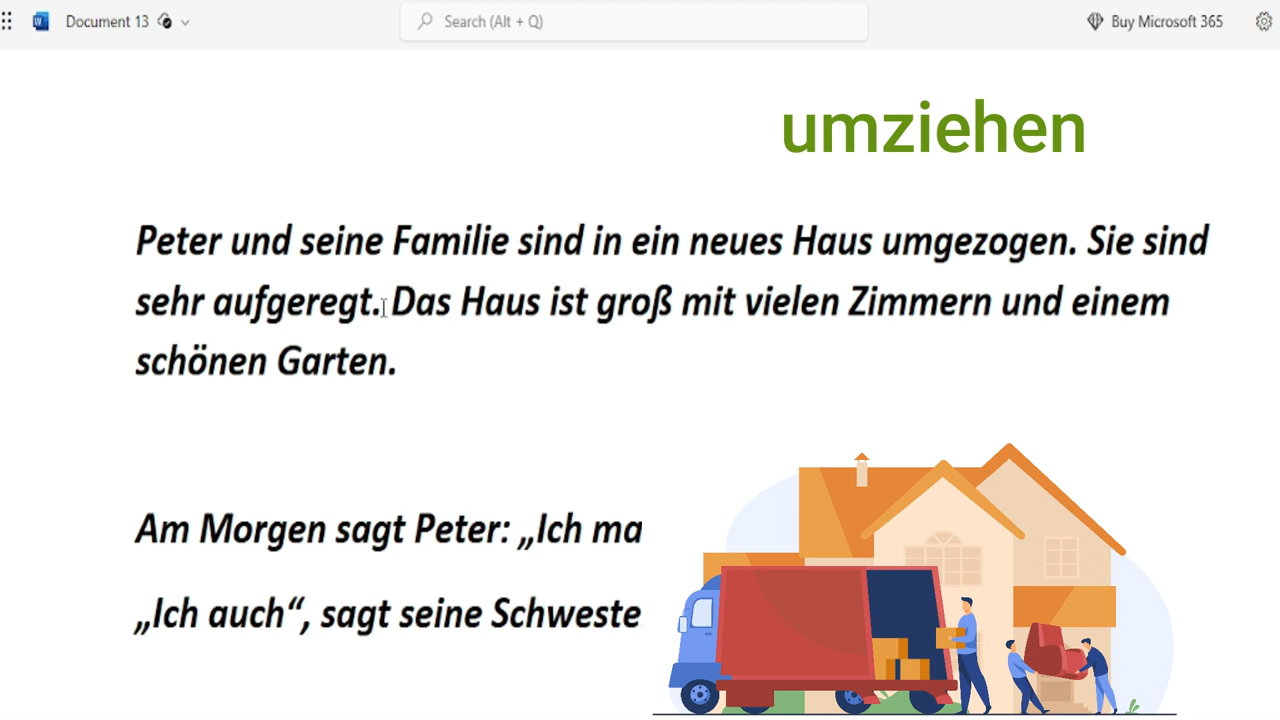 Document 13
Search (Alt + Q)
Buy Microsoft 365
umziehen
Peter und seine Familie sind in ein neues Haus umgezogen. Sie sind
sehr aufgeregt. Das Haus ist groß mit vielen Zimmern und einem
schönen Garten.
Am Morgen sagt Peter: „Ich ma
„Ich auch“, sagt seine Schweste